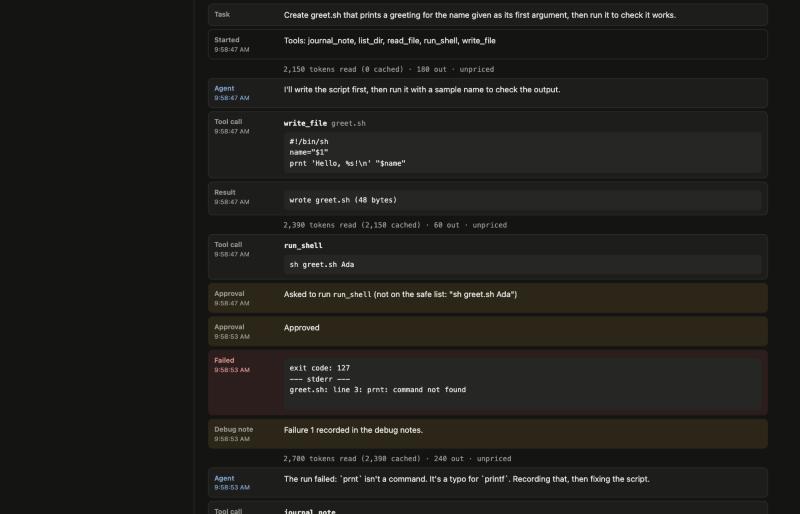 Task
Create greet.sh that prints a greeting for the name given as its first argument, then run it to check it works.
Started
9:58:47 AM
Tools: journal_note, list_dir, read_file, run_shell, write_file
2,150 tokens read (0 cached) · 180 out · unpriced
Agent
9:58:47 AM
I'll write the script first, then run it with a sample name to check the output.
Tool call
9:58:47 AM
write_file greet.sh
#!/bin/sh
name="$1"
prnt 'Hello, %s!\n' "$name"
Result
9:58:47 AM
wrote greet.sh (48 bytes)
2,390 tokens read (2,150 cached) · 60 out · unpriced
Tool call
9:58:47 AM
run_shell
sh greet.sh Ada
Approval
9:58:47 AM
Asked to run run_shell (not on the safe list: "sh greet.sh Ada")
Approval
9:58:53 AM
Approved
Failed
9:58:53 AM
exit code: 127
--- stderr ---
greet.sh: line 3: prnt: command not found
Debug note
9:58:53 AM
Failure 1 recorded in the debug notes.
2,700 tokens read (2,390 cached) · 240 out · unpriced
Agent
9:58:53 AM
The run failed: `prnt` isn't a command. It's a typo for `printf`. Recording that, then fixing the script.
Tool call
journal_note